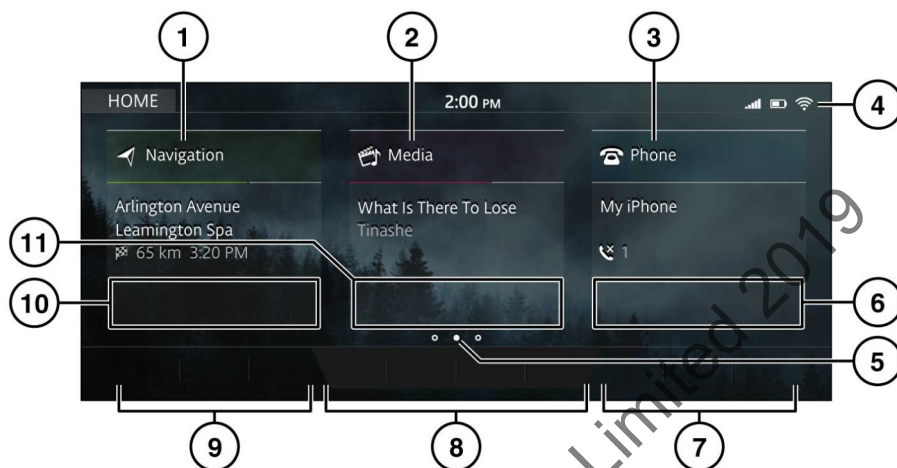 1
2
3
HOME
2:00 PM
4
Navigation
Media
Phone
Arlington Avenue
Leamington Spa
65 km 3:20 PM
What Is There To Lose
Tinashe
My iPhone
1
11
10
6
5
9
8
7
Limited 2019